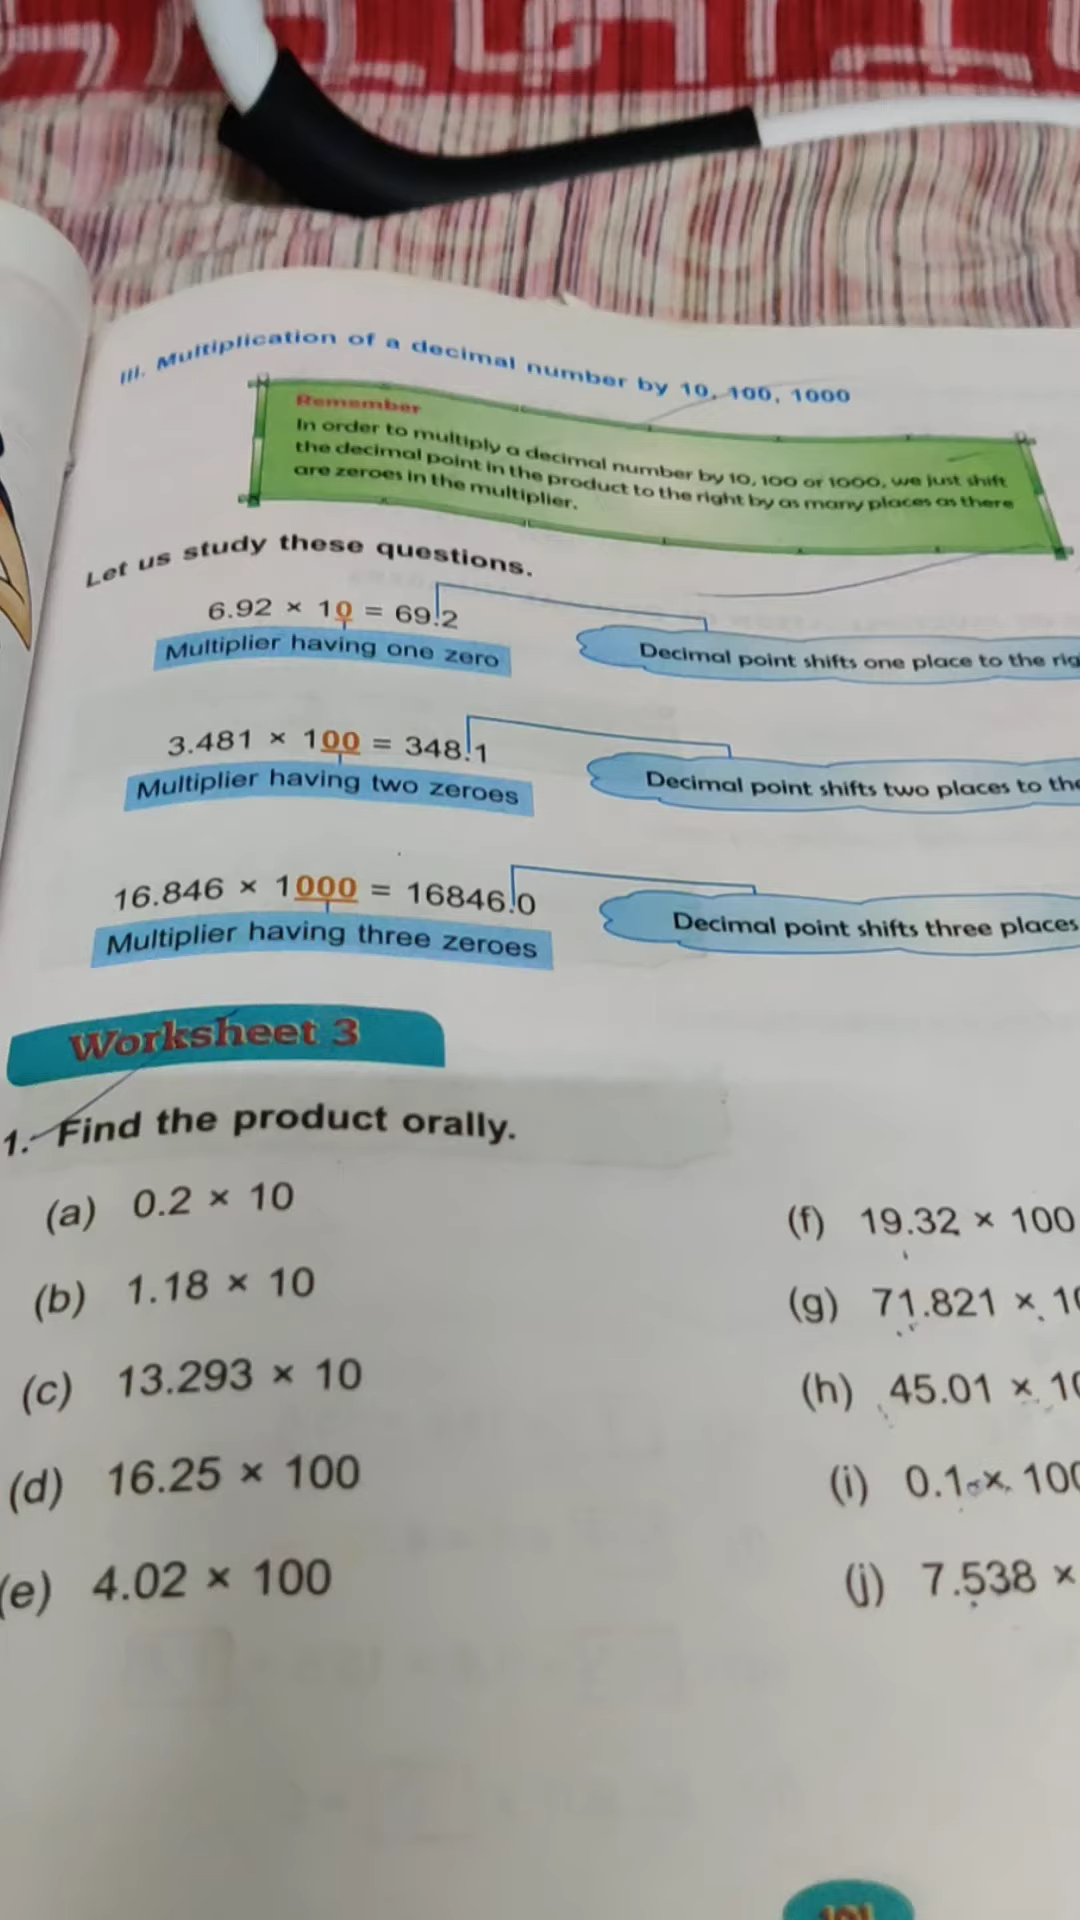 III. Multiplication of a decimal number by 10, 100, 1000
Remember
In order to multiply a decimal number by 10, 100 or 1000, we just shift
the decimal point in the product to the right by as many places as there
are zeroes in the multiplier.
Let us study these questions.
6.92 × 10 = 69.2
Multiplier having one zero
Decimal point shifts one place to the
3.481 × 100 = 348.1
Multiplier having two zeroes
Decimal point shifts two places to
16.846 × 1000 = 16846.0
Multiplier having three zeroes
Decimal point shifts three places
Worksheet 3
1. Find the product orally.
(a) 0.2 × 10
(b) 1.18 × 10
(c) 13.293 × 10
(d) 16.25 × 100
(e) 4.02 × 100
(f) 19.32 × 100
(g) 71.821 ×
(h) 45.01 ×
(i) 0.1 ×
(j) 7.538 ×